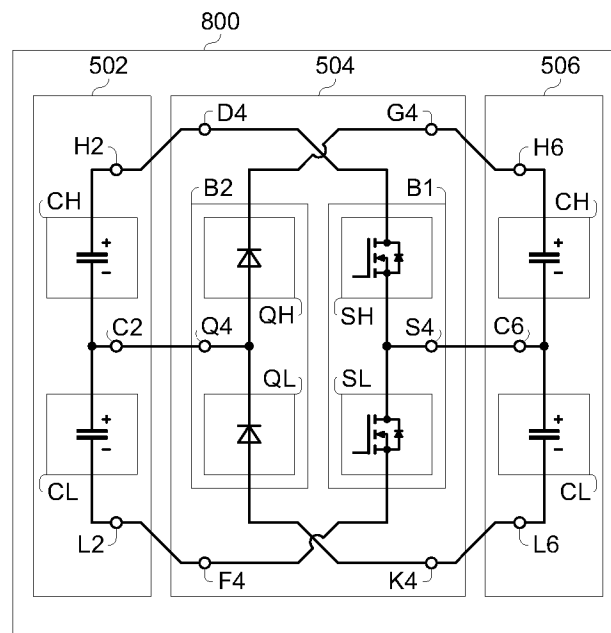 800
502
504
506
D4
G4
H2
H6
B2
B1
CH
CH
+
−
+
−
QH
SH
C2
Q4
S4
C6
QL
SL
+
−
+
−
CL
CL
L2
L6
F4
K4